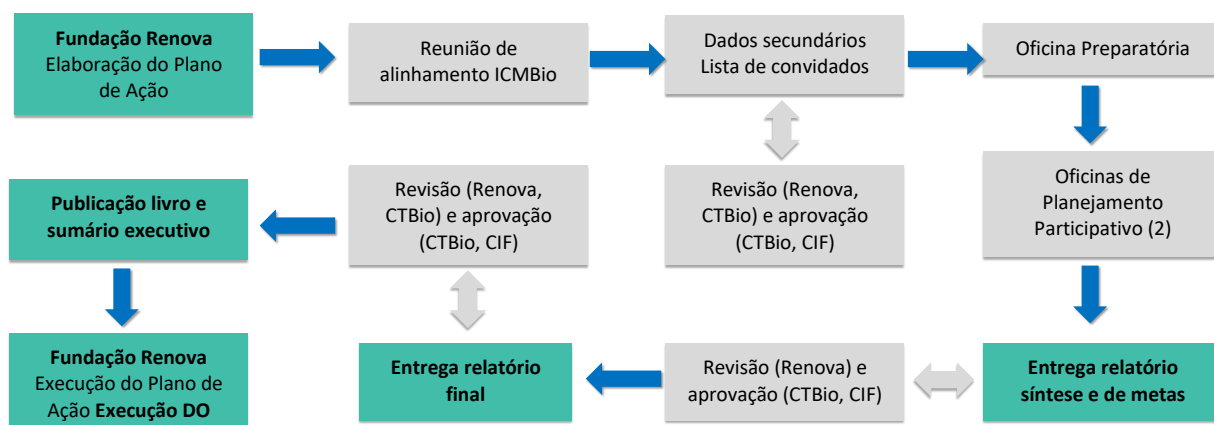 Fundação Renova
Elaboração do Plano
de Ação
Reunião de
alinhamento ICMBio
Dados secundários
Lista de convidados
Oficina Preparatória
Publicação livro e
sumário executivo
Revisão (Renova,
CTBio) e aprovação
(CTBio, CIF)
Revisão (Renova,
CTBio) e aprovação
(CTBio, CIF)
Oficinas de
Planejamento
Participativo (2)
Fundação Renova
Execução do Plano de
Ação Execução DO
Entrega relatório
final
Revisão (Renova) e
aprovação (CTBio, CIF)
Entrega relatório
síntese e de metas